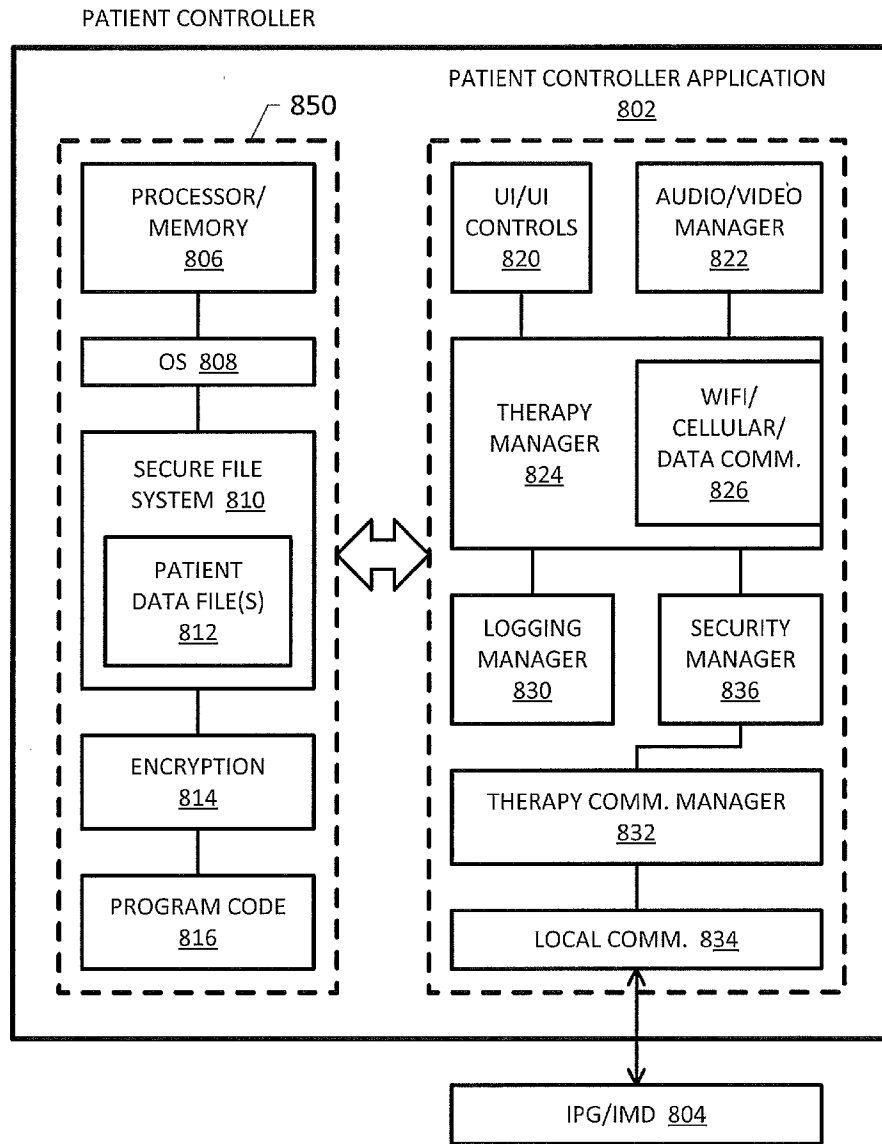 PATIENT CONTROLLER
850
PROCESSOR/
MEMORY
806
OS 808
SECURE FILE
SYSTEM 810
PATIENT
DATA FILE(S)
812
ENCRYPTION
814
PROGRAM CODE
816
PATIENT CONTROLLER APPLICATION
802
UI/UI
CONTROLS
820
AUDIO/VIDEO
MANAGER
822
THERAPY
MANAGER
824
WIFI/
CELLULAR/
DATA COMM.
826
LOGGING
MANAGER
830
SECURITY
MANAGER
836
THERAPY COMM. MANAGER
832
LOCAL COMM. 834
IPG/IMD 804